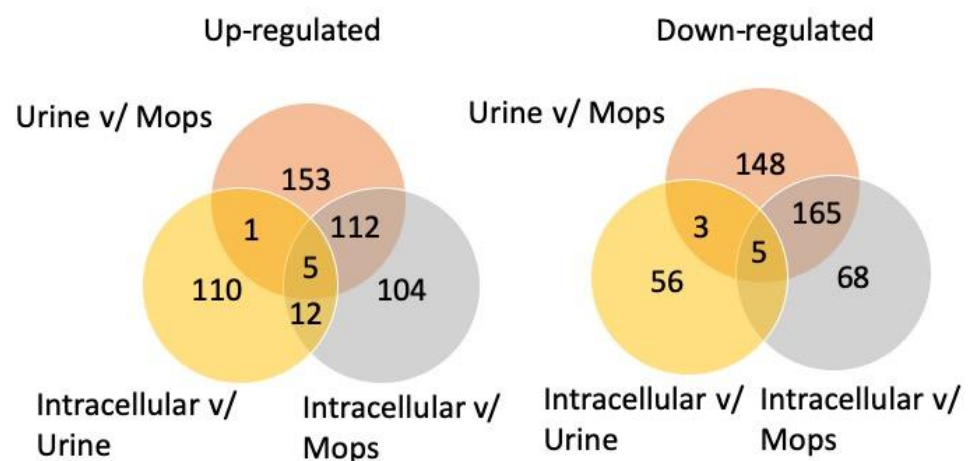 Up-regulated
Urine v/ Mops
153
1
112
5
110
104
12
Intracellular v/
Urine
Intracellular v/
Mops
Down-regulated
Urine v/ Mops
148
3
165
5
56
68
Intracellular v/
Urine
Intracellular v/
Mops